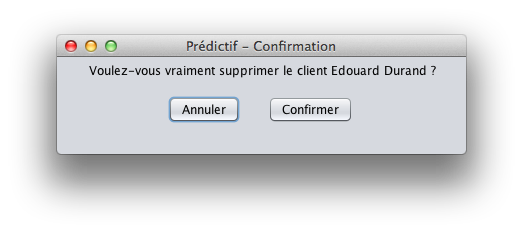 Prédictif – Confirmation
Voulez-vous vraiment supprimer le client Edouard Durand ?
Annuler
Confirmer